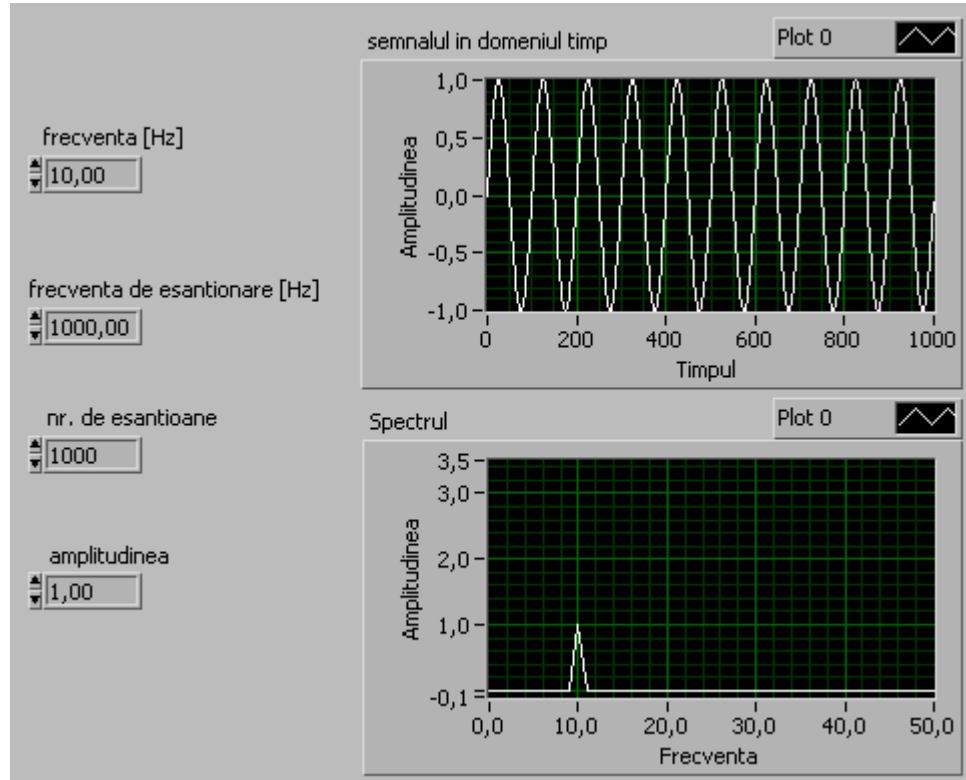 semnalul in domeniul timp
Plot 0
1,0
0,5
0,0
-0,5
-1,0
Amplitudinea
0 200 400 600 800 1000
Timpul
frecventa [Hz]
10,00
frecventa de esantionare [Hz]
1000,00
nr. de esantioane
1000
amplitudinea
1,00
Spectrul
Plot 0
3,5
3,0
2,0
1,0
-0,1
Amplitudinea
0,0 10,0 20,0 30,0 40,0 50,0
Frecventa